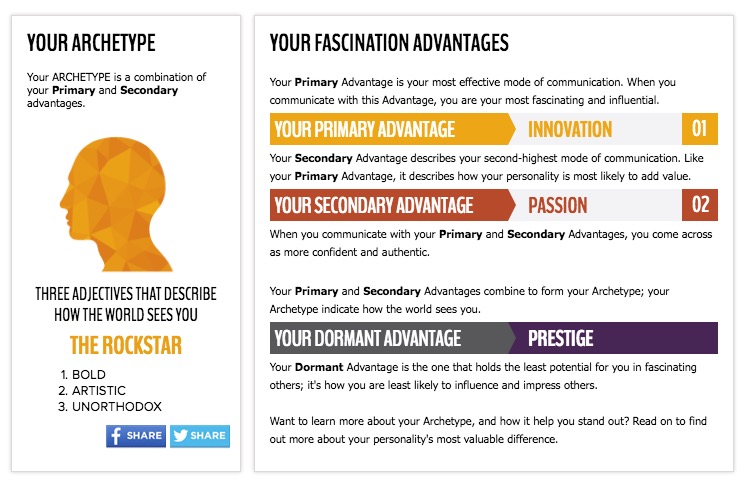 YOUR ARCHETYPE
Your ARCHETYPE is a combination of
your Primary and Secondary
advantages.
THREE ADJECTIVES THAT DESCRIBE
HOW THE WORLD SEES YOU
THE ROCKSTAR
1. BOLD
2. ARTISTIC
3. UNORTHODOX
f SHARE
SHARE
YOUR FASCINATION ADVANTAGES
Your Primary Advantage is your most effective mode of communication. When you
communicate with this Advantage, you are your most fascinating and influential.
YOUR PRIMARY ADVANTAGE INNOVATION 01
Your Secondary Advantage describes your second-highest mode of communication. Like
your Primary Advantage, it describes how your personality is most likely to add value.
YOUR SECONDARY ADVANTAGE PASSION 02
When you communicate with your Primary and Secondary Advantages, you come across
as more confident and authentic.
Your Primary and Secondary Advantages combine to form your Archetype; your
Archetype indicate how the world sees you.
YOUR DORMANT ADVANTAGE PRESTIGE
Your Dormant Advantage is the one that holds the least potential for you in fascinating
others; it's how you are least likely to influence and impress others.
Want to learn more about your Archetype, and how it help you stand out? Read on to find
out more about your personality's most valuable difference.